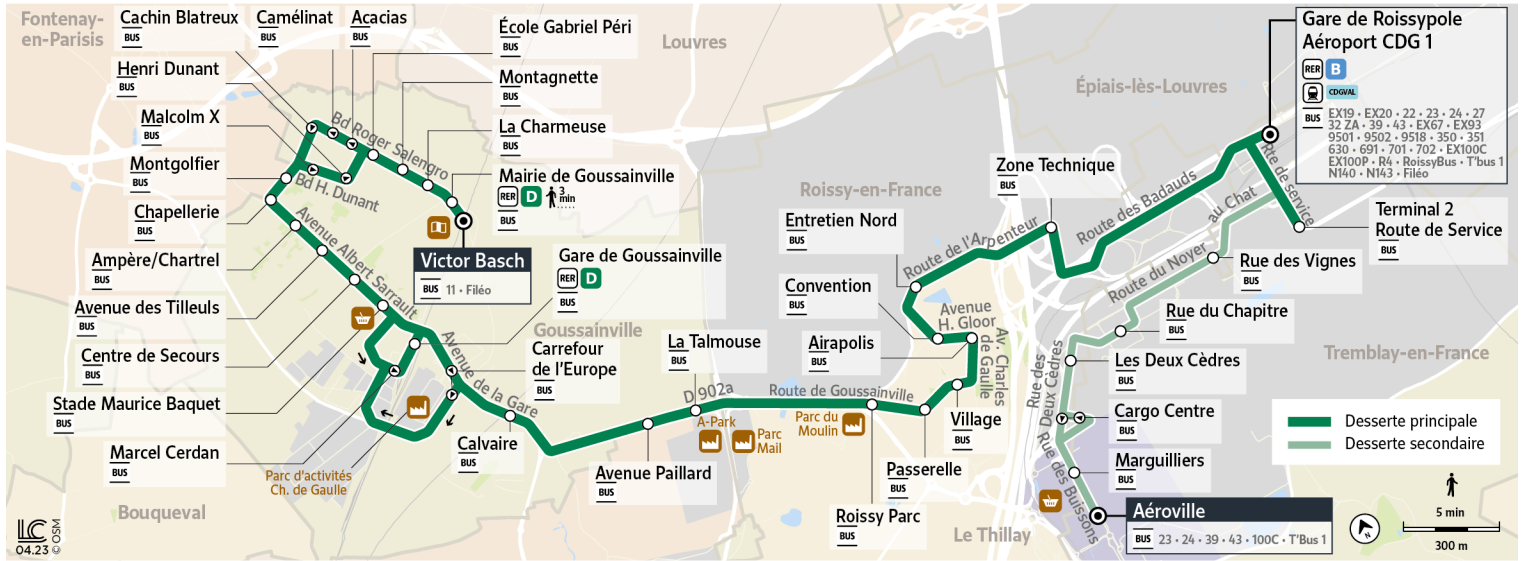 Fontenay-
en-Parisis
Cachin Blatreux
BUS
Camélinat
BUS
Acacias
BUS
École Gabriel Péri
BUS
Louvres
Henri Dunant
BUS
Montagnette
BUS
Malcolm X
BUS
La Charmeuse
BUS
Montgolfier
BUS
Mairie de Goussainville
RER D 3
min
BUS
Chapellerie
BUS
Bd Roger Salengro
Bd H. Dunant
Ampère/Chartrel
BUS
Avenue Albert Sarrault
Victor Basch
BUS 11 • Filéo
Gare de Goussainville
RER D
BUS
Avenue des Tilleuls
BUS
Centre de Secours
BUS
Stade Maurice Baquet
BUS
Marcel Cerdan
BUS
Goussainville
Avenue de la Gare
Carrefour
de l'Europe
BUS
Calvaire
BUS
Parc d'activités
Ch. de Gaulle
Bouqueval
La Talmouse
BUS
D 902a
Avenue Paillard
BUS
A-Park
Parc
Mail
Route de Goussainville
Parc du
Moulin
Roissy Parc
BUS
Passerelle
BUS
Village
BUS
Airapolis
BUS
Convention
BUS
Entretien Nord
BUS
Roissy-en-France
Avenue
H. Gloor
Av. Charles
de Gaulle
Route de l'Arpenteur
Zone Technique
BUS
Route des Badauds
Épiais-lès-Louvres
Gare de Roissypole
Aéroport CDG 1
RER B
CDGVAL
BUS EX19 • EX20 • 22 • 23 • 24 • 27
32 ZA • 39 • 43 • EX67 • EX93
9501 • 9502 • 9518 • 350 • 351
630 • 691 • 701 • 702 • EX100C
EX100P • R4 • RoissyBus • T'bus 1
N140 • N143 • Filéo
Rte de service
Terminal 2
Route de Service
BUS
Route du Noyer
au Chat
Rue des Vignes
BUS
Rue du Chapitre
BUS
Les Deux Cèdres
BUS
Rue des
Deux Cèdres
Tremblay-en-France
Cargo Centre
BUS
Marguilliers
BUS
Rue des Buissons
Le Thillay
Aéroville
BUS 23 • 24 • 39 • 43 • 100C • T'Bus 1
Desserte principale
Desserte secondaire
5 min
300 m
N
LC
04.23
© OSM